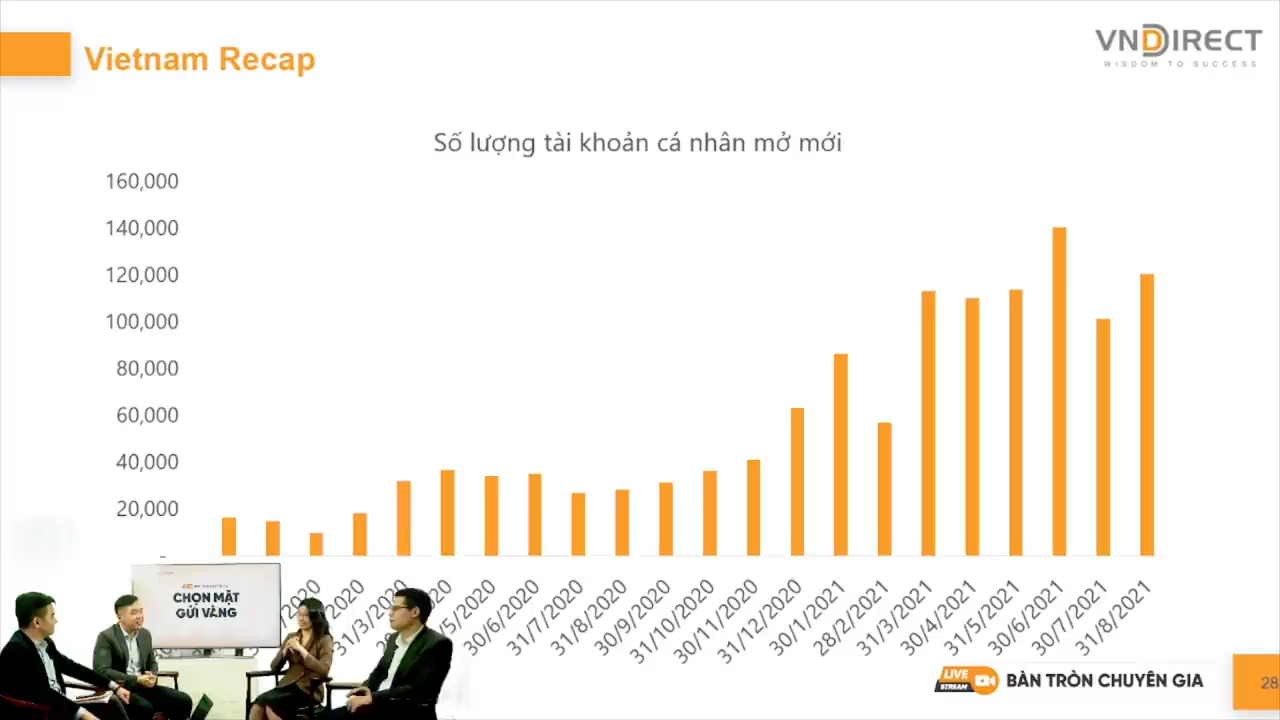 Vietnam Recap
VNDIRECT
WISDOM TO SUCCESS
Số lượng tài khoản cá nhân mở mới
160,000
140,000
120,000
100,000
80,000
60,000
40,000
20,000
-
31/3/2020
30/6/2020
31/7/2020
31/8/2020
30/9/2020
31/10/2020
30/11/2020
31/12/2020
30/1/2021
28/2/2021
31/3/2021
30/4/2021
31/5/2021
30/6/2021
30/7/2021
31/8/2021
CHỌN MẶT
GỬI VÀNG
LIVE
STREAM
BÀN TRÒN CHUYÊN GIA
28